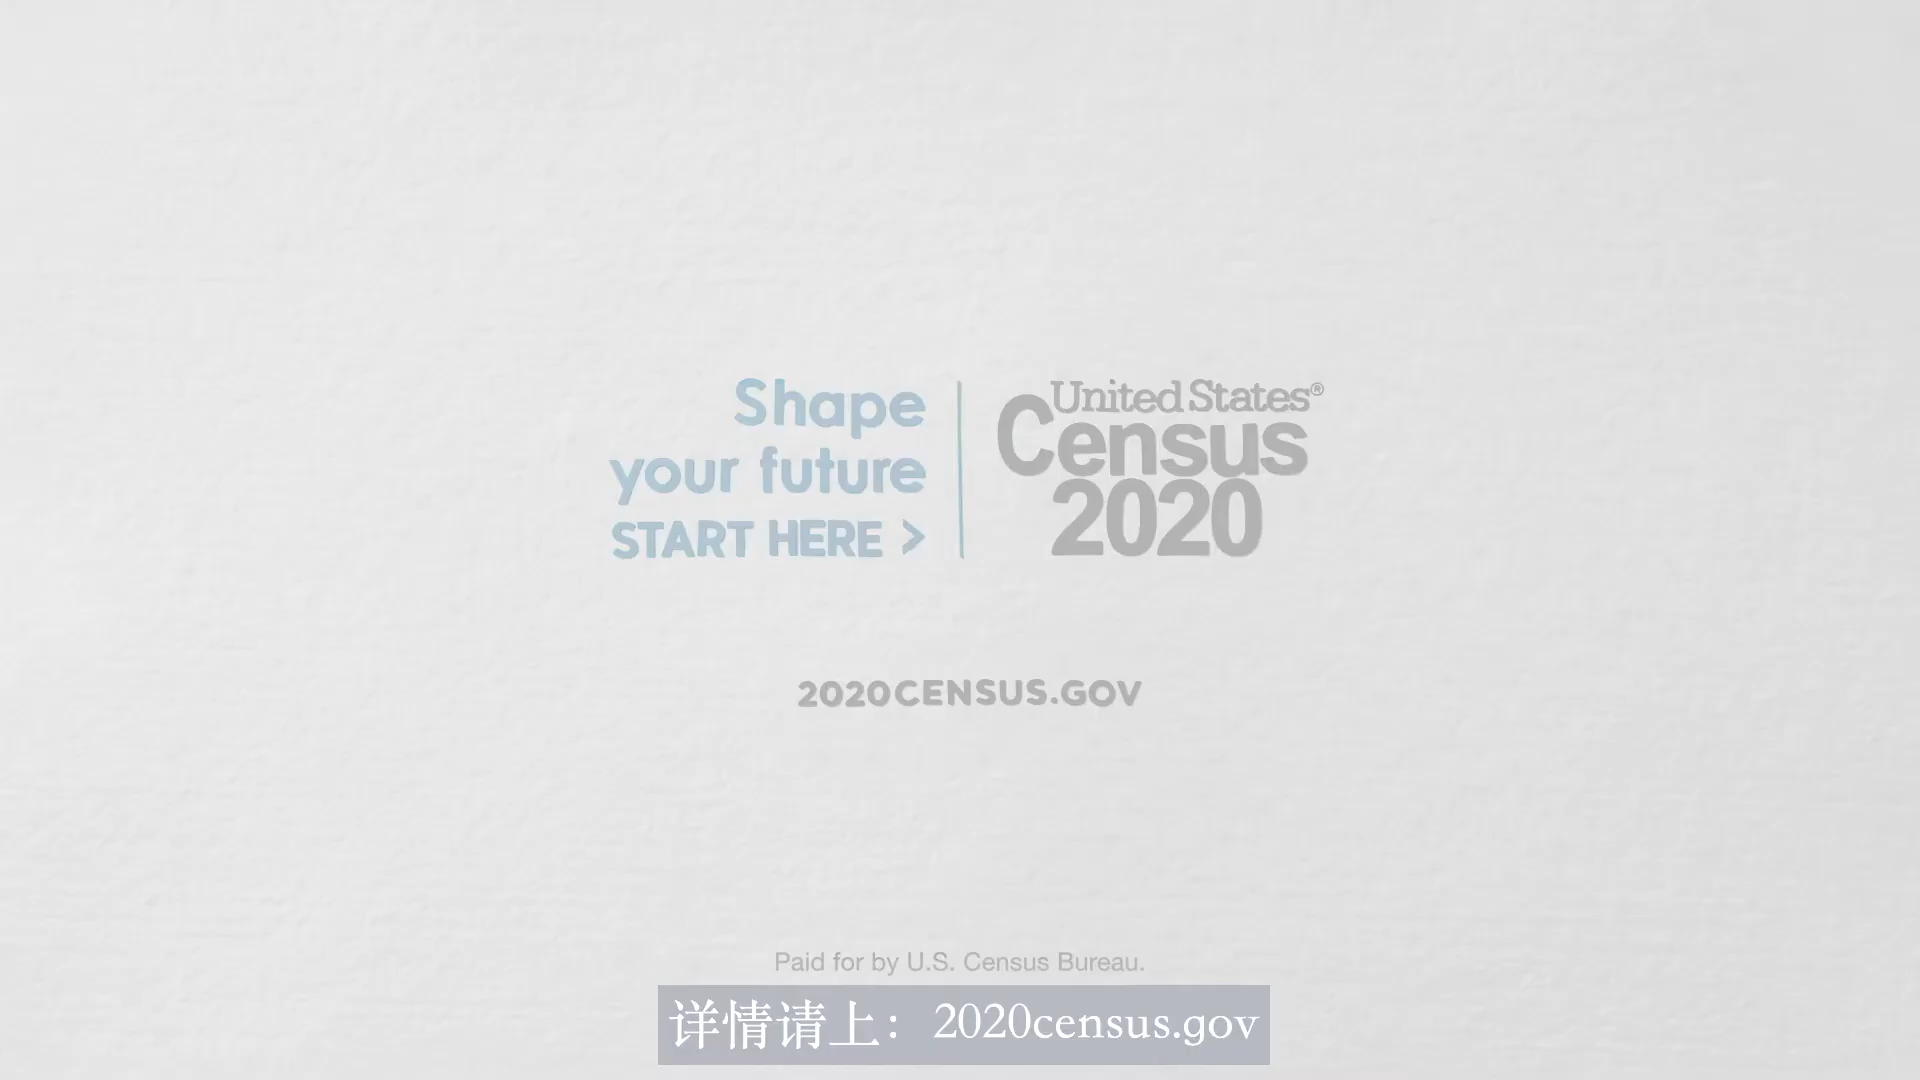 Shape
your future
START HERE >
United States®
Census
2020
2020CENSUS.GOV
Paid for by U.S. Census Bureau.
详情请上：2020census.gov